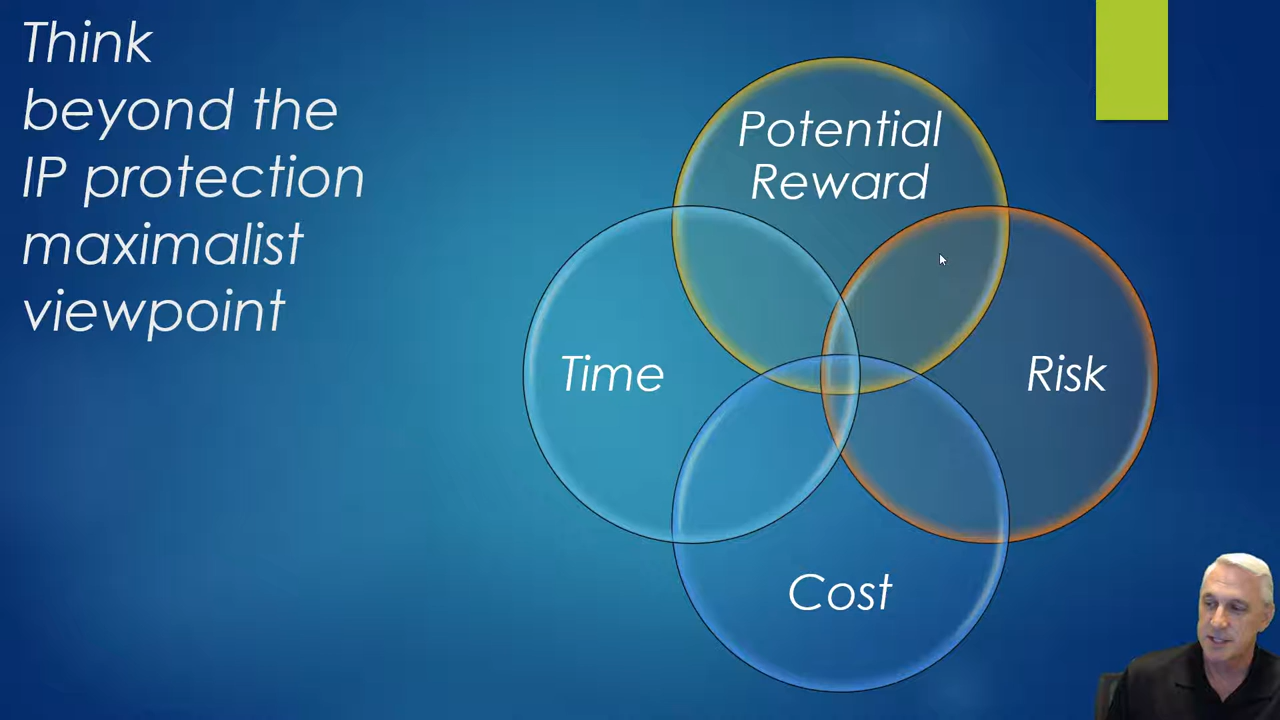 Think
beyond the
IP protection
maximalist
viewpoint
Potential
Reward
Time
Risk
Cost